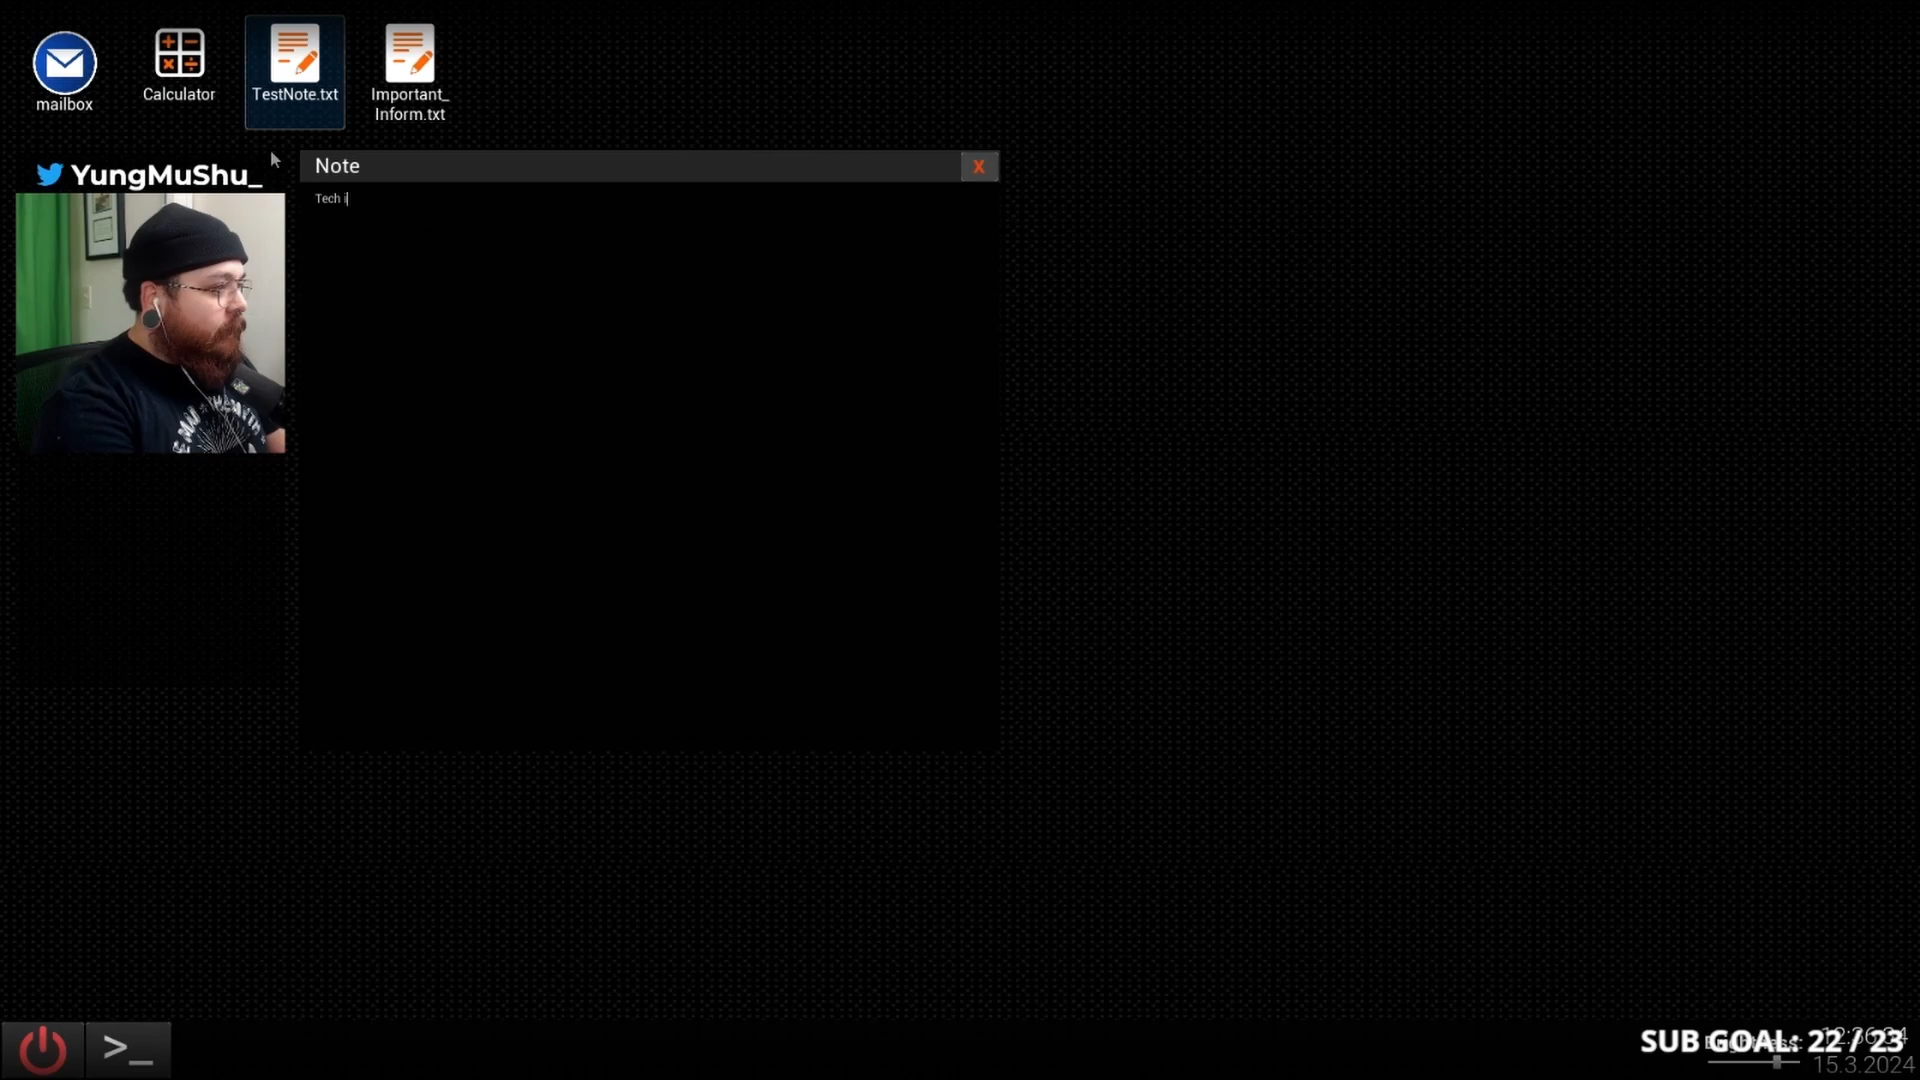 mailbox
Calculator
TestNote.txt
Important_
Inform.txt
YungMuShu_
Note
X
Tech i
>_
SUB GOAL: 22 / 23
15.3.2024